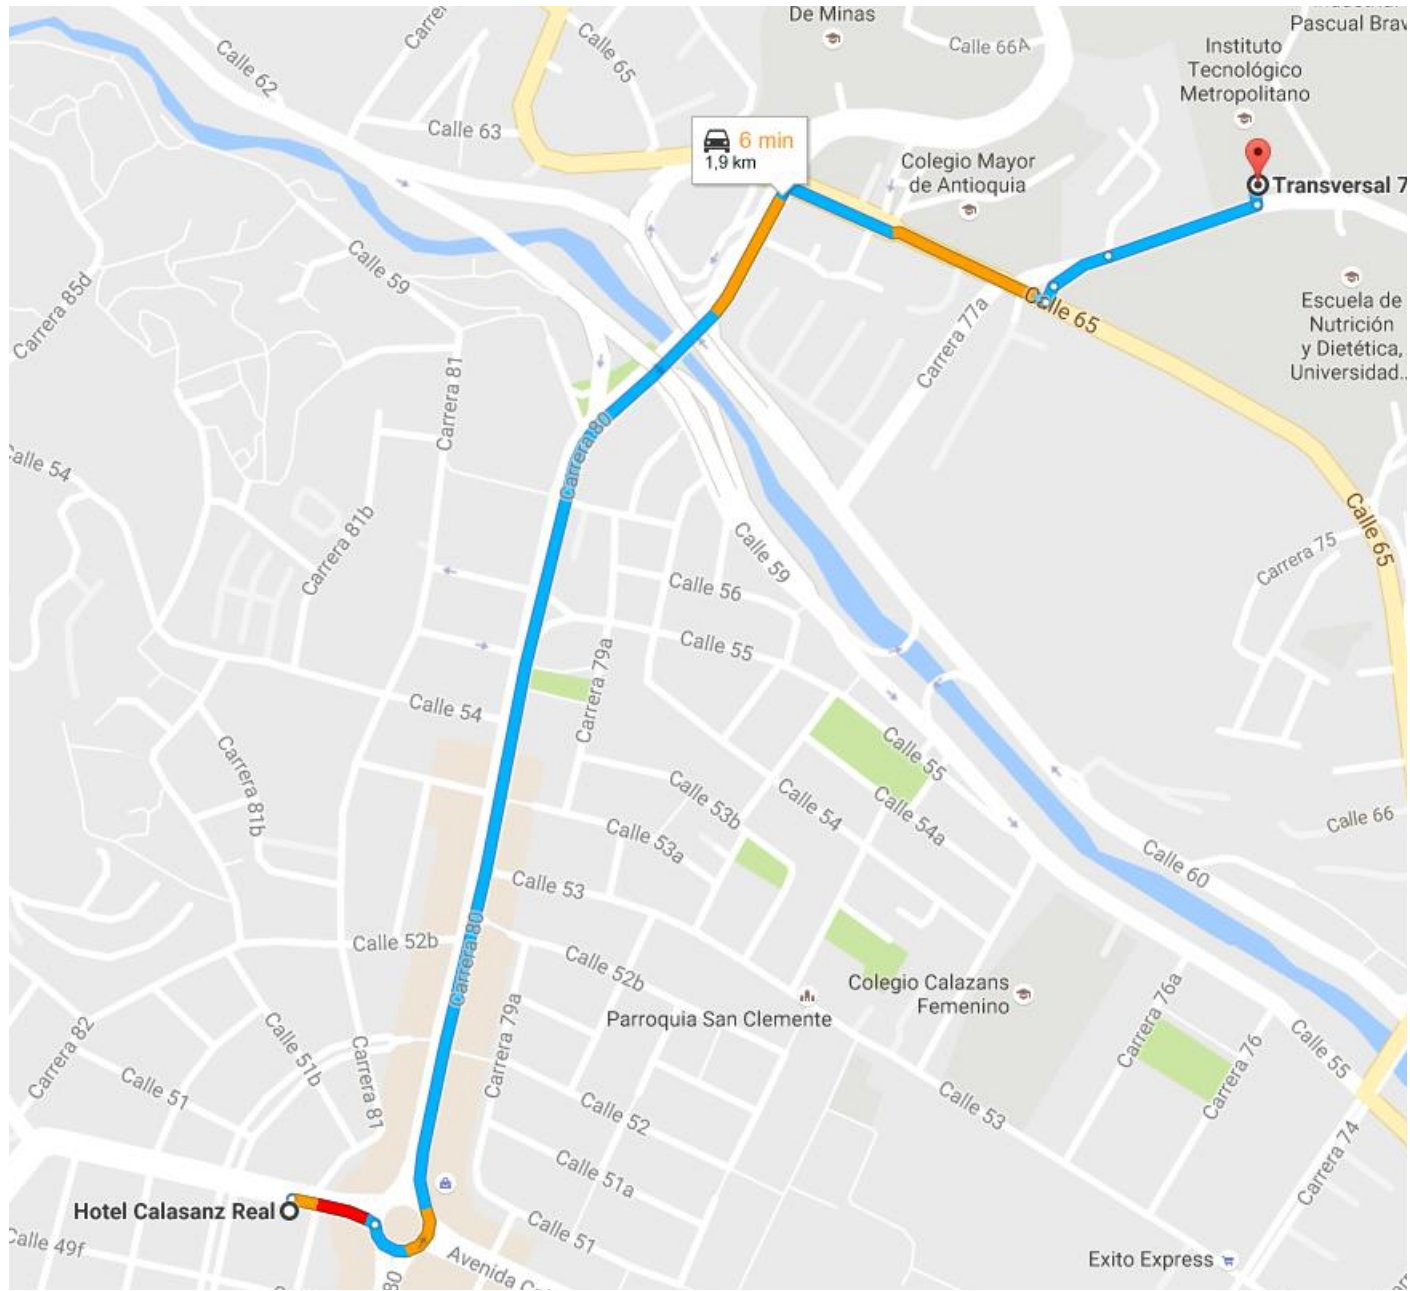 De Minas
Pascual Brav
Carre
Calle 62
Calle 65
Calle 66A
Instituto
Tecnológico
Metropolitano
Calle 63
6 min
1,9 km
Colegio Mayor
de Antioquia
Transversal 7
Calle 59
Carrera 85d
Calle 65
Carrera 77a
Escuela de
Nutrición
y Dietética,
Universidad..
Carrera 81
Carrera 80
Calle 54
Carrera 81b
Calle 59
Calle 65
Carrera 75
Calle 56
Calle 55
Carrera 79a
Calle 54
Carrera 81b
Calle 55
Calle 53b
Calle 54
Calle 54a
Calle 66
Calle 53a
Calle 60
Calle 53
Calle 52b
Carrera 80
Calle 52b
Colegio Calazans
Femenino
Parroquia San Clemente
Carrera 76a
Carrera 82
Calle 51b
Carrera 79a
Calle 55
Carrera 76
Calle 51
Carrera 81
Calle 52
Calle 53
Carrera 74
Calle 51a
Hotel Calasanz Real
Calle 51
Calle 49f
Avenida C
80
Exito Express